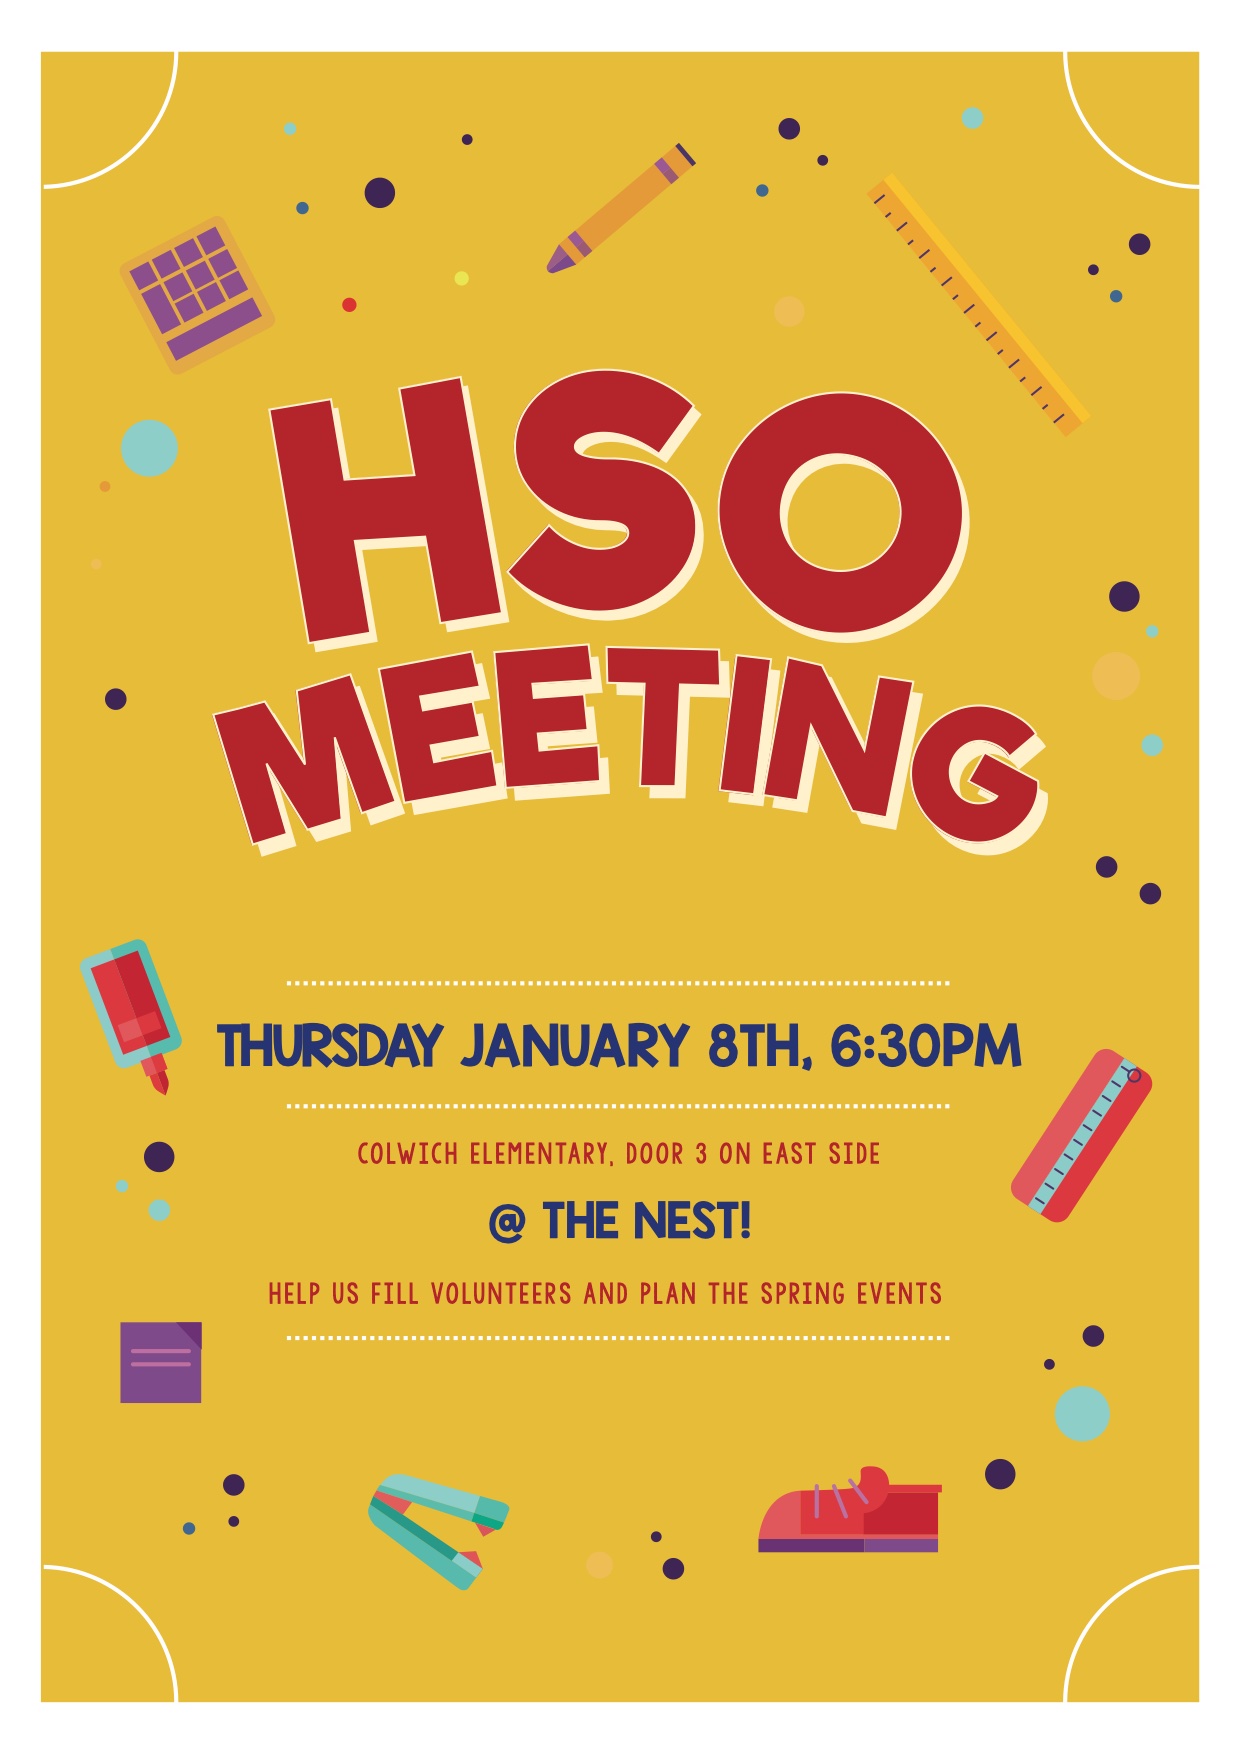 HSO
MEETING
THURSDAY JANUARY 8TH, 6:30PM
COLWICH ELEMENTARY, DOOR 3 ON EAST SIDE
@ THE NEST!
HELP US FILL VOLUNTEERS AND PLAN THE SPRING EVENTS